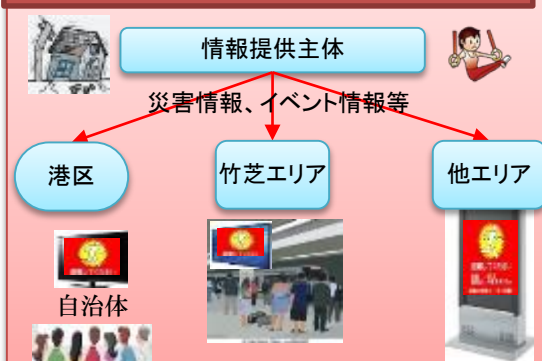 情報提供主体
災害情報、イベント情報等
港区
竹芝エリア
他エリア
自治体